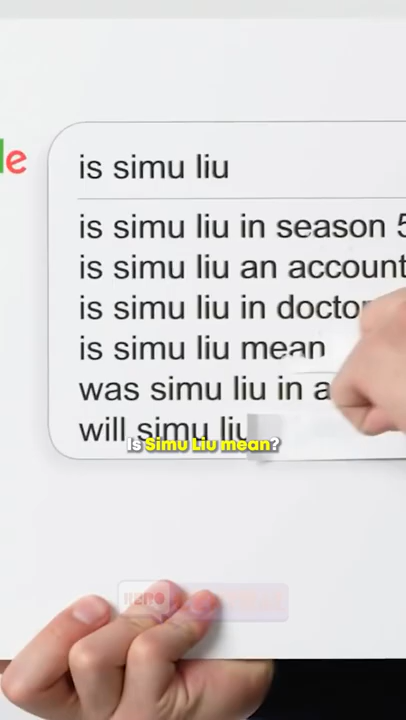 le
is simu liu
is simu liu in season 5
is simu liu an account
is simu liu in doctor
is simu liu mean
was simu liu in a
will simu liu
Is Simu Liu mean?
HERO